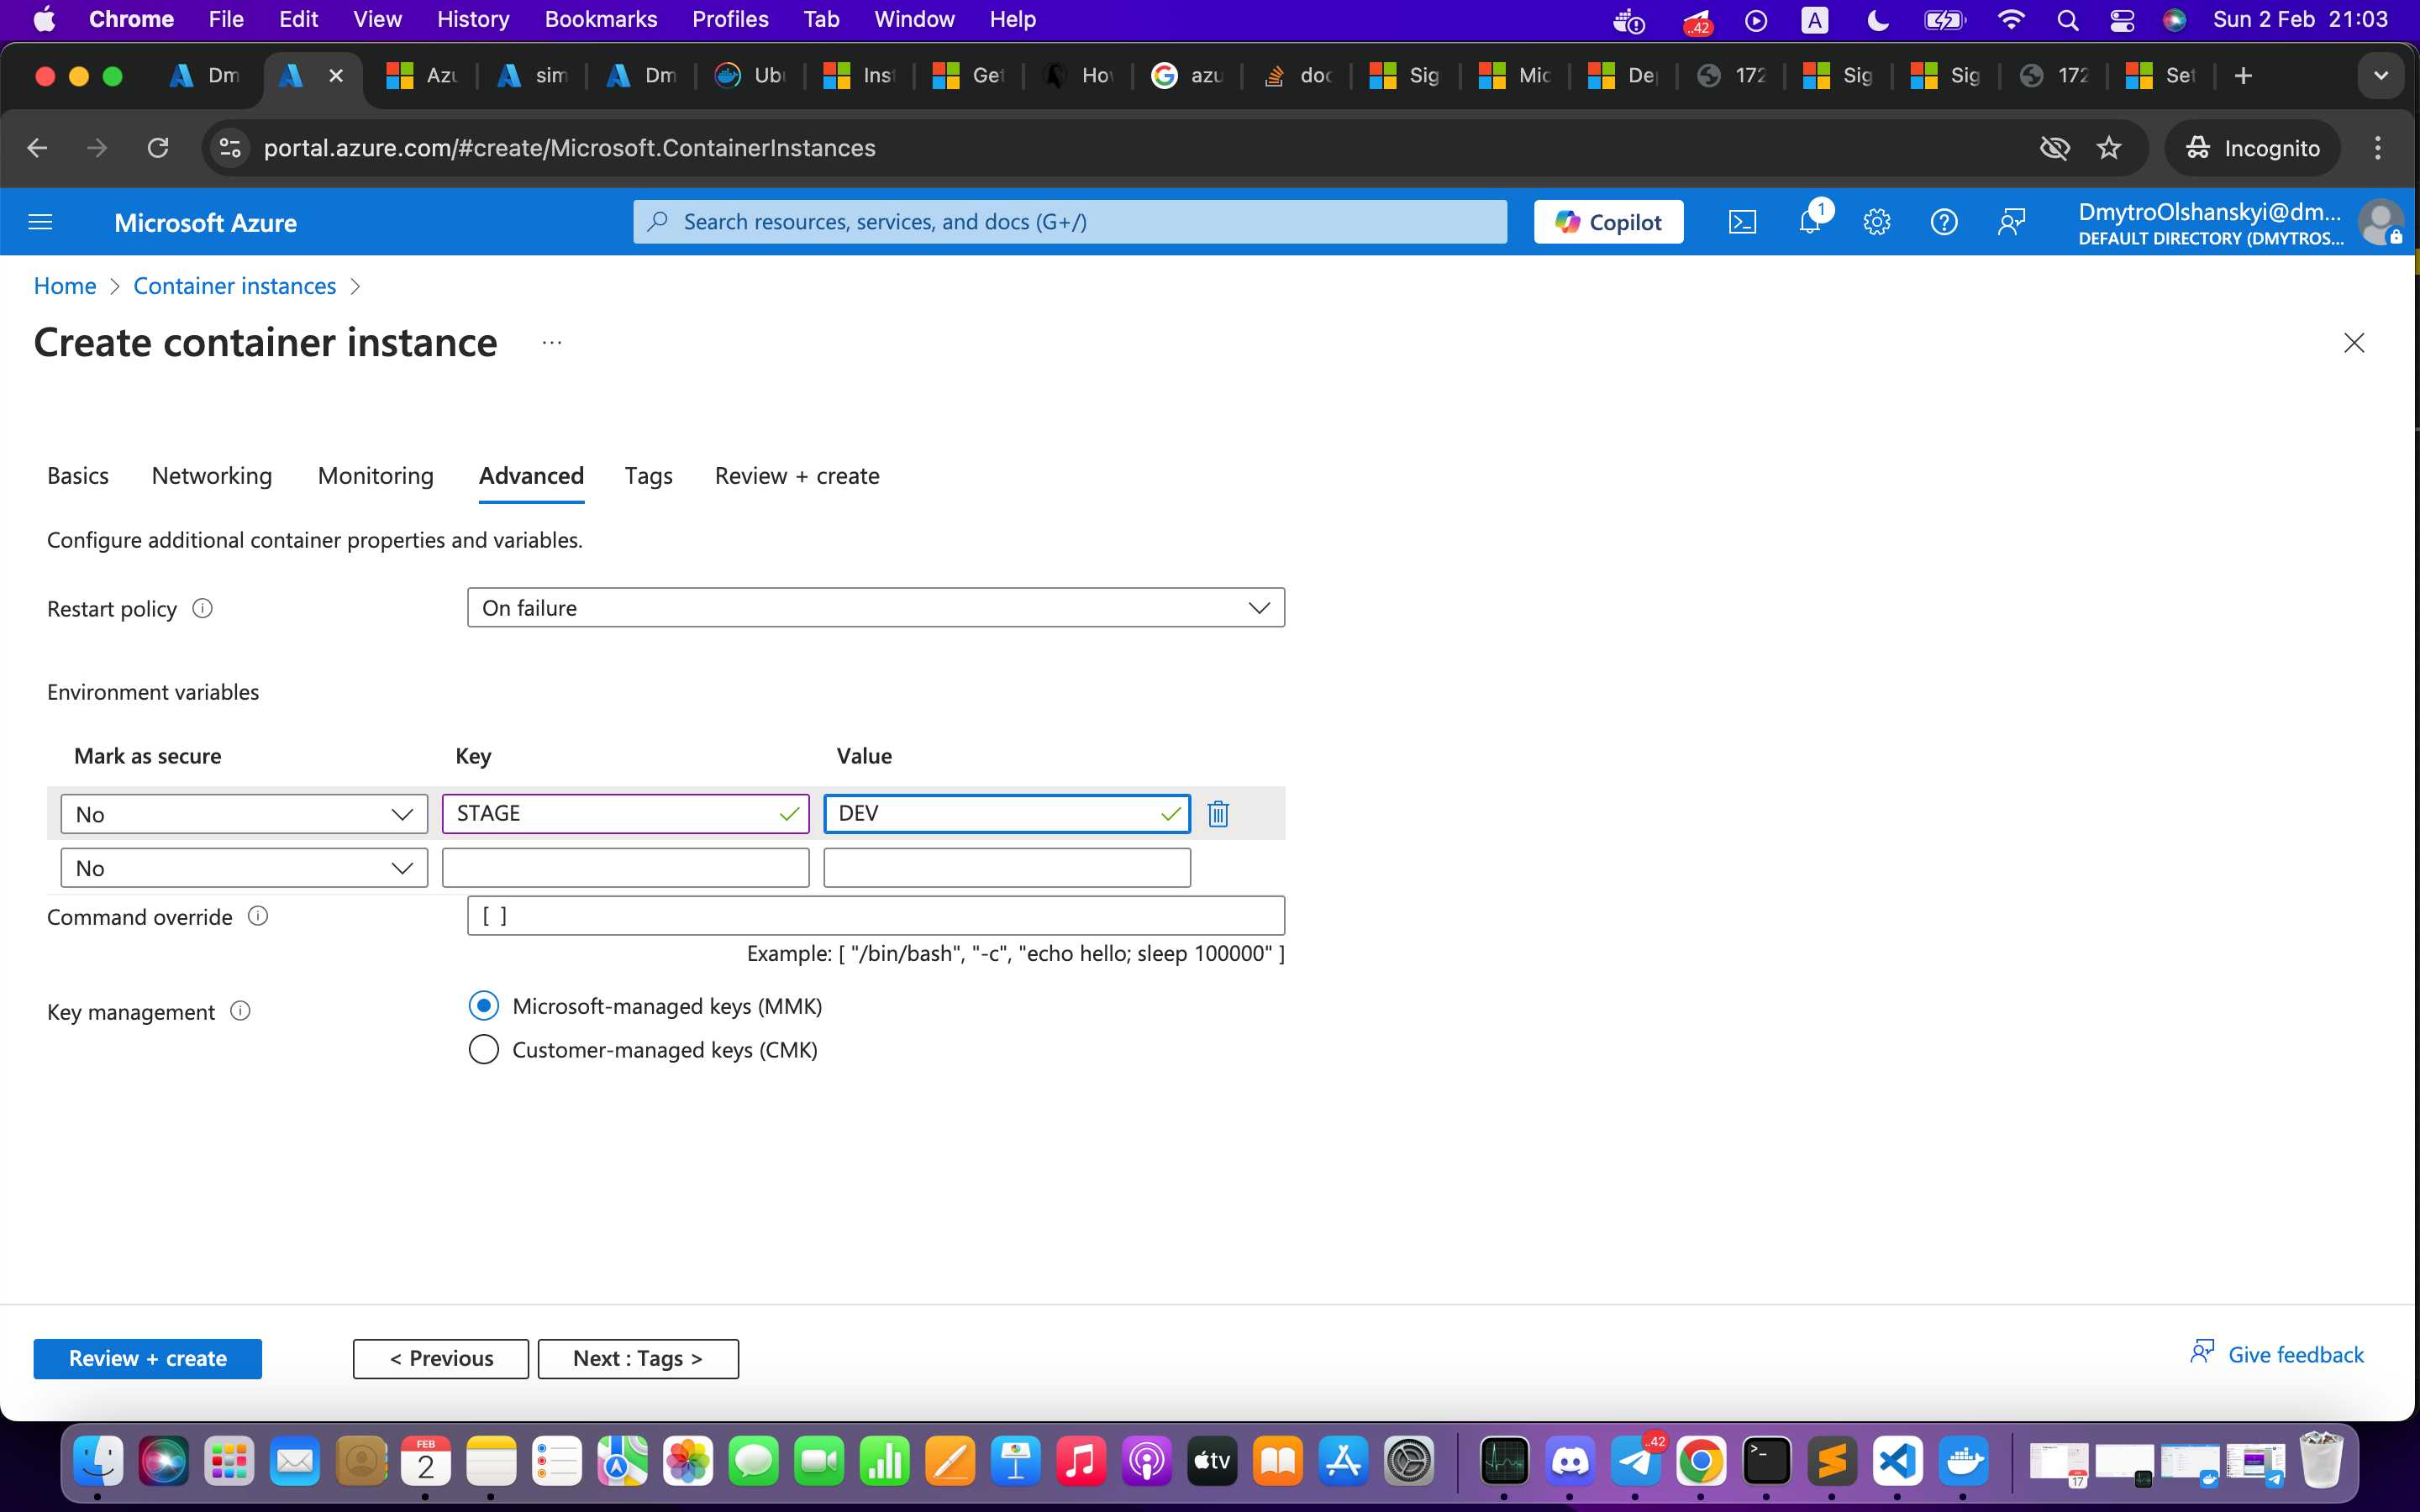 Chrome File Edit View History Bookmarks Profiles Tab Window Help ..42 A Sun 2 Feb 21:03
Dm Azu sim Dm Ub Ins Get Hov azu doc Sig Mic De 172 Sig Sig 172 Set
portal.azure.com/#create/Microsoft.ContainerInstances Incognito
Microsoft Azure Search resources, services, and docs (G+/) Copilot 1 DmytroOlshanskyi@dm...
DEFAULT DIRECTORY (DMYTROS...
Home > Container instances >
Create container instance ...
Basics Networking Monitoring Advanced Tags Review + create
Configure additional container properties and variables.
Restart policy On failure
Environment variables
Mark as secure Key Value
No STAGE DEV
No
Command override [ ]
Example: [ "/bin/bash", "-c", "echo hello; sleep 100000" ]
Key management Microsoft-managed keys (MMK)
Customer-managed keys (CMK)
Review + create < Previous Next : Tags > Give feedback
FEB 2 tv ..42 17